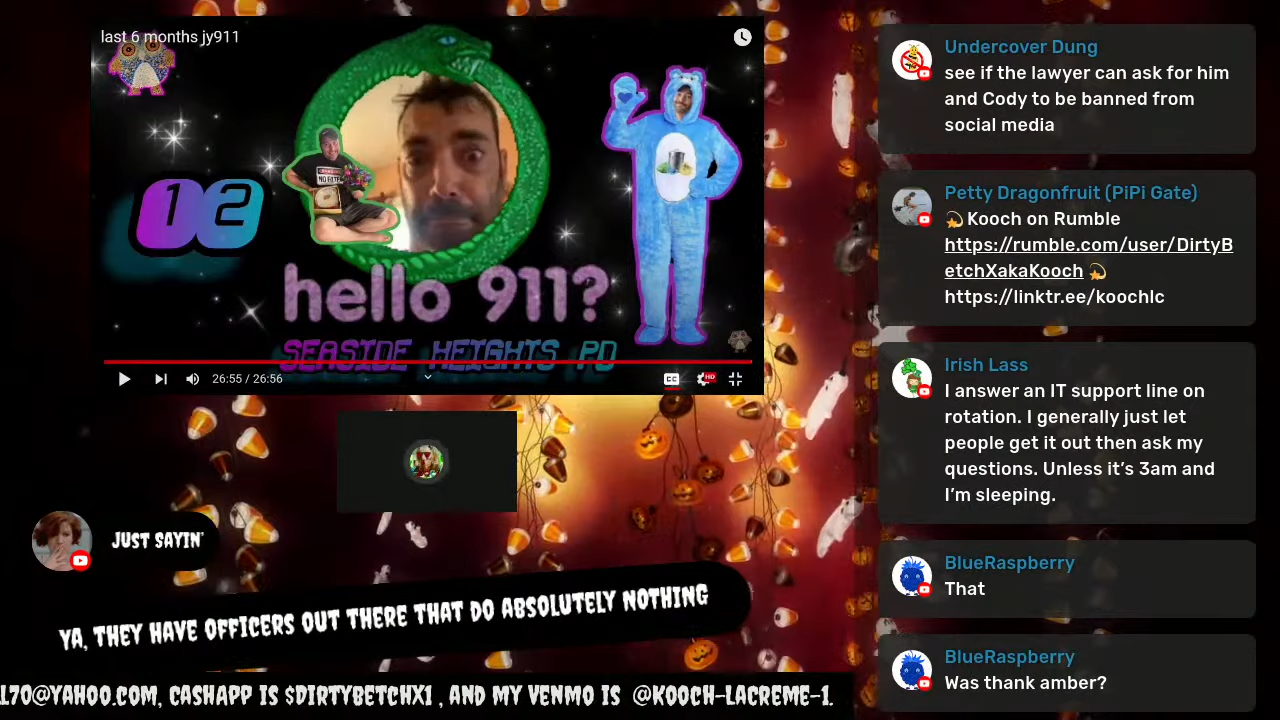 last 6 months jy911
12
hello 911?
SEASIDE HEIGHTS PD
26:55 / 26:56
CC
HD
JUST SAYIN'
YA, THEY HAVE OFFICERS OUT THERE THAT DO ABSOLUTELY NOTHING
L70@YAHOO.COM, CASHAPP IS $DIRTYBETCHX1 , AND MY VENMO IS @KOOCH-LACREME-1.
Undercover Dung
see if the lawyer can ask for him
and Cody to be banned from
social media
Petty Dragonfruit (PiPi Gate)
💫Kooch on Rumble
https://rumble.com/user/DirtyB
etchXakaKooch 💫
https://linktr.ee/koochlc
Irish Lass
I answer an IT support line on
rotation. I generally just let
people get it out then ask my
questions. Unless it’s 3am and
I’m sleeping.
BlueRaspberry
That
BlueRaspberry
Was thank amber?